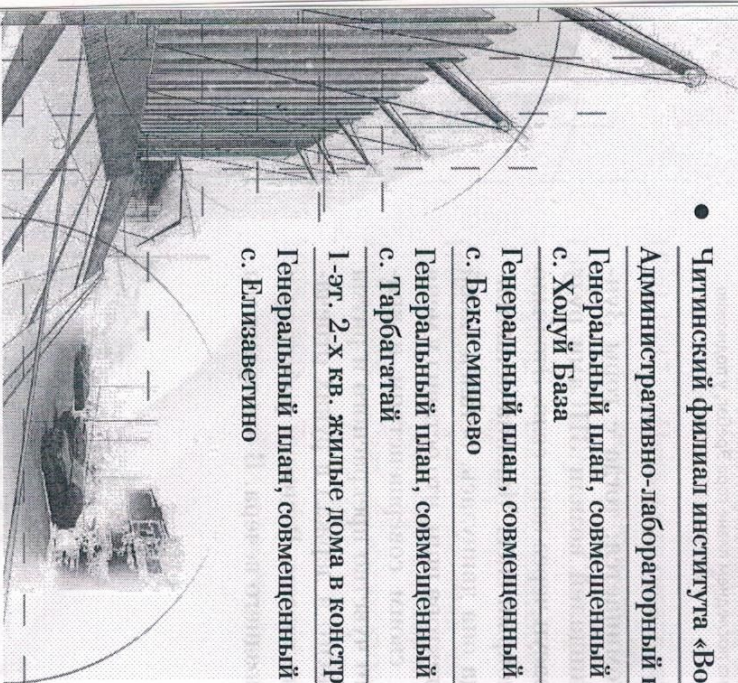 • Читинский филиал института «Во
Административно-лабораторный
Генеральный план, совмещенный
с. Холуй База
Генеральный план, совмещенный
с. Беклемишево
Генеральный план, совмещенный
с. Тарбагатай
1-эт. 2-х кв. жилые дома в констр
Генеральный план, совмещенный
с. Елизаветино